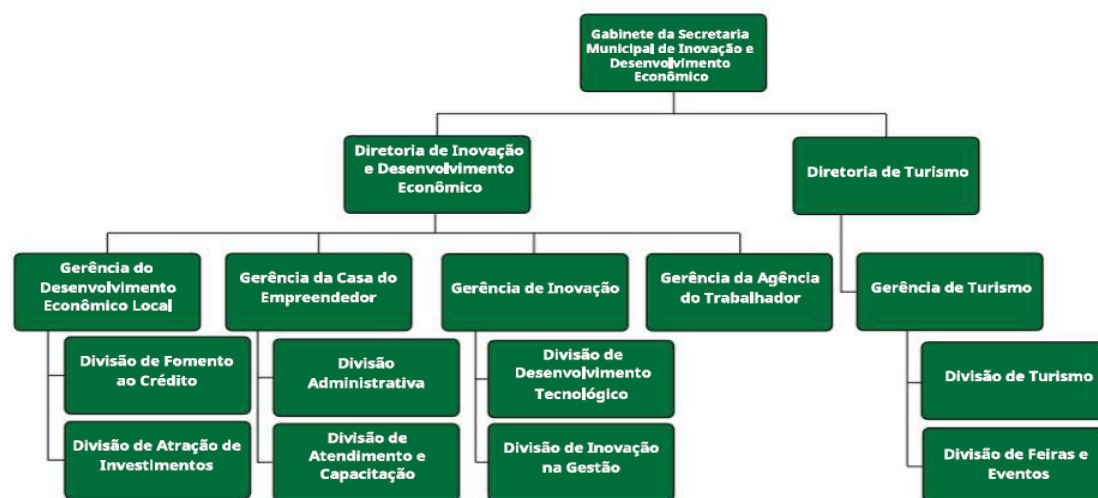 Gabinete da Secretaria
Municipal de Inovação e
Desenvolvimento
Econômico
Diretoria de Inovação
e Desenvolvimento
Econômico
Diretoria de Turismo
Gerência do
Desenvolvimento
Econômico Local
Gerência da Casa do
Empreendedor
Gerência de Inovação
Gerência da Agência
do Trabalhador
Gerência de Turismo
Divisão de Fomento
ao Crédito
Divisão
Administrativa
Divisão de
Desenvolvimento
Tecnológico
Divisão de Turismo
Divisão de Atração de
Investimentos
Divisão de
Atendimento e
Capacitação
Divisão de Inovação
na Gestão
Divisão de Feiras e
Eventos